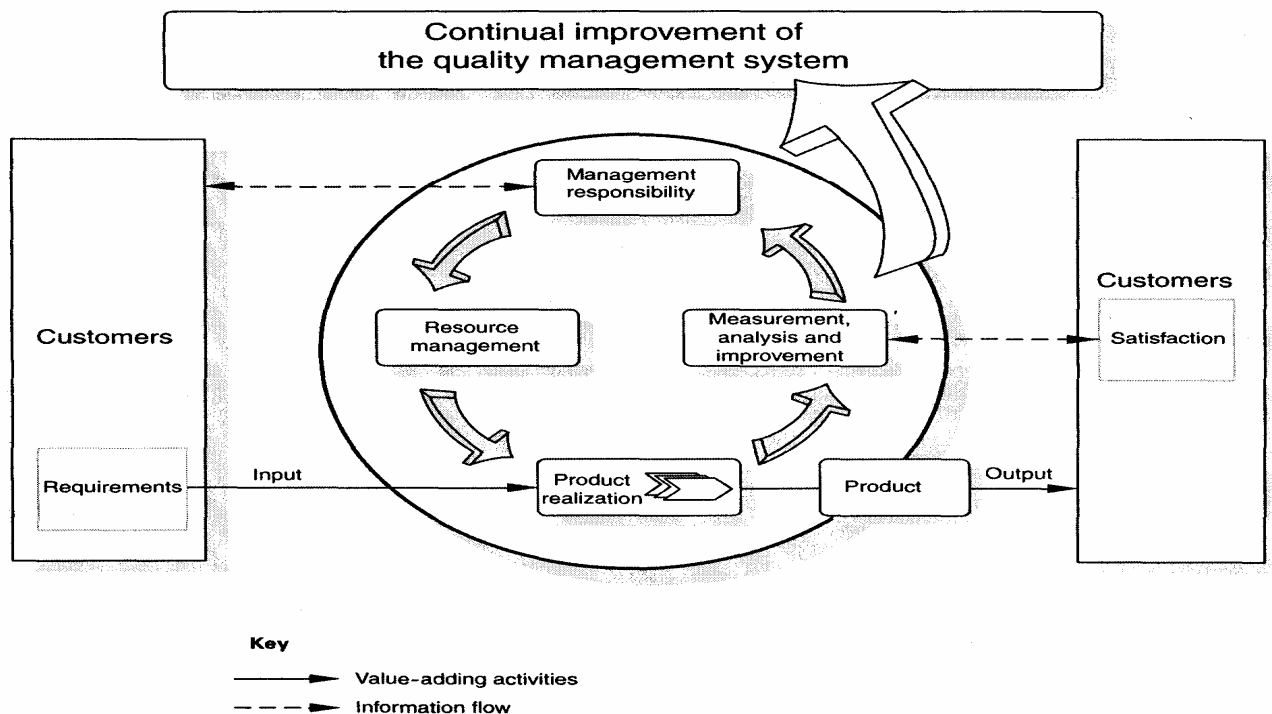 Continual improvement of
the quality management system
Management
responsibility
Customers
Resource
management
Measurement,
analysis and
improvement
Customers
Satisfaction
Requirements
Input
Product
realization
Product
Output
Key
Value-adding activities
Information flow